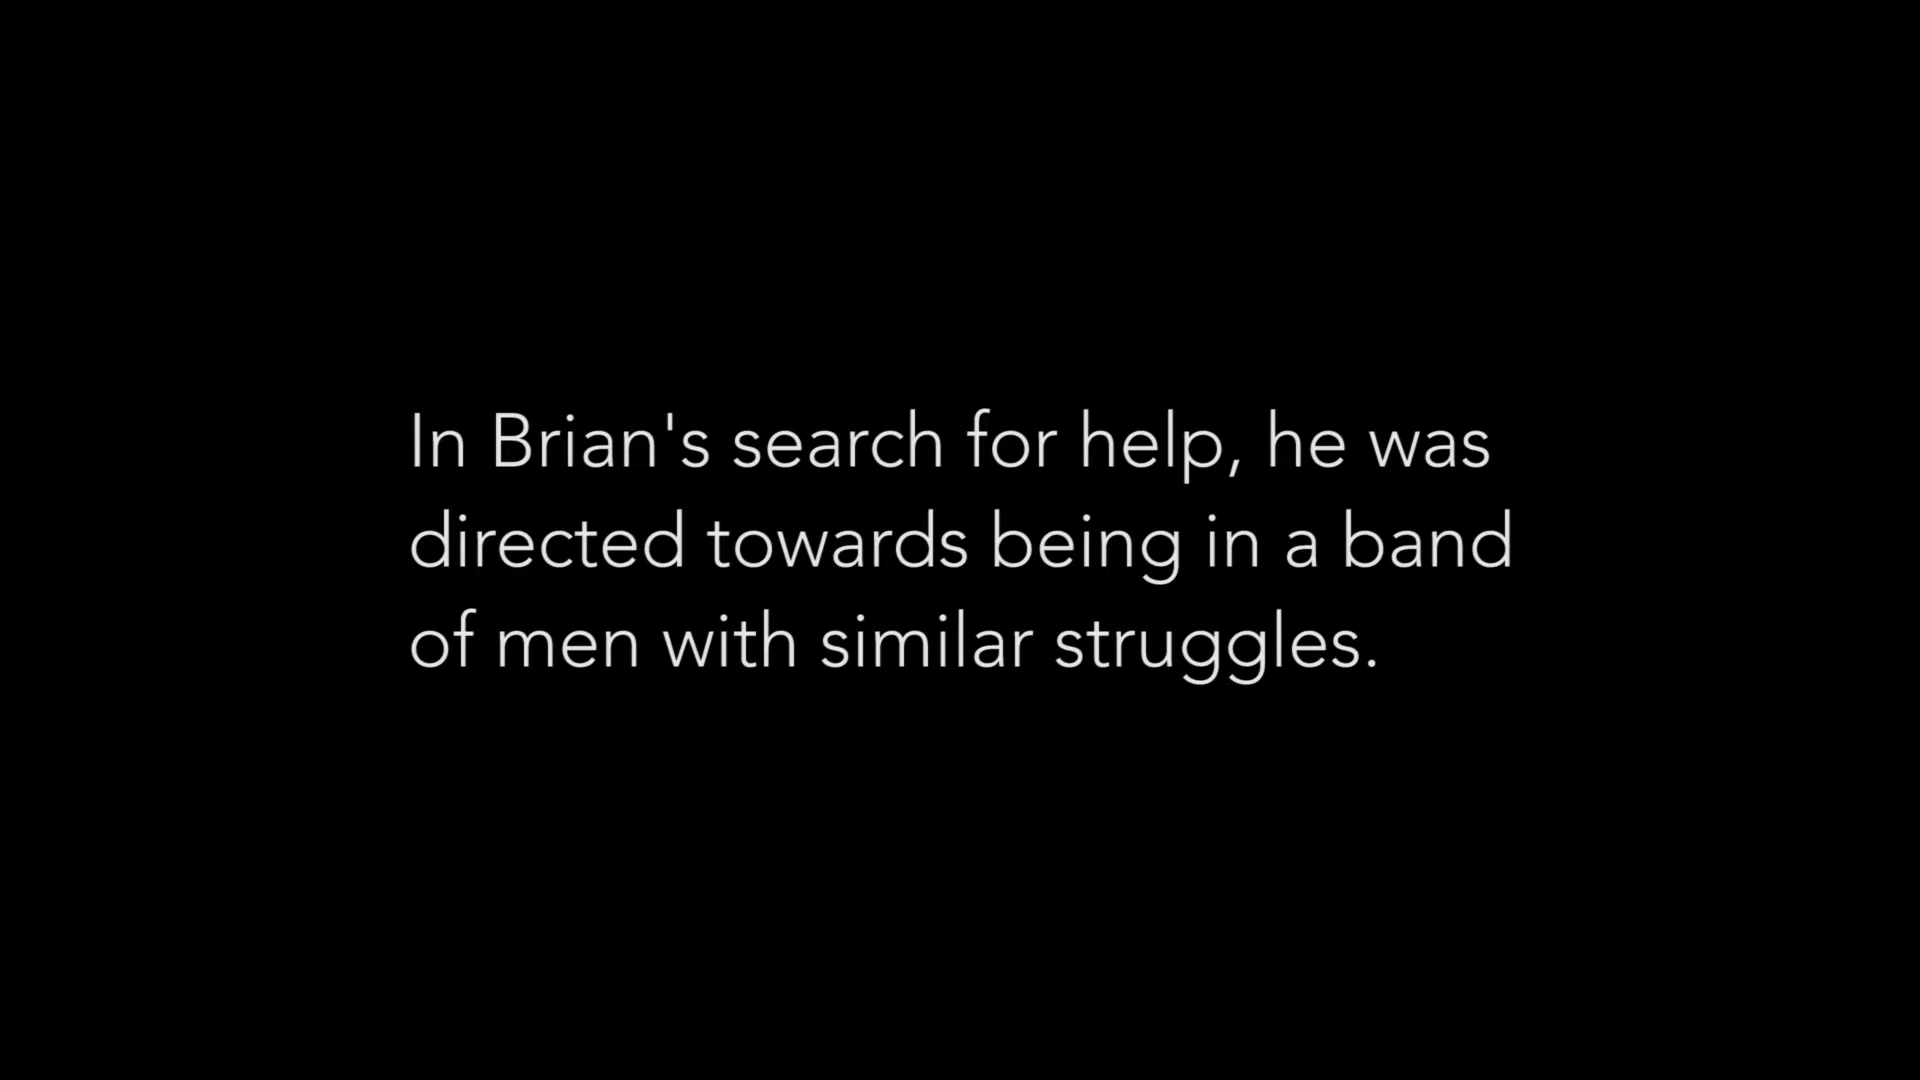 In Brian's search for help, he was
directed towards being in a band
of men with similar struggles.